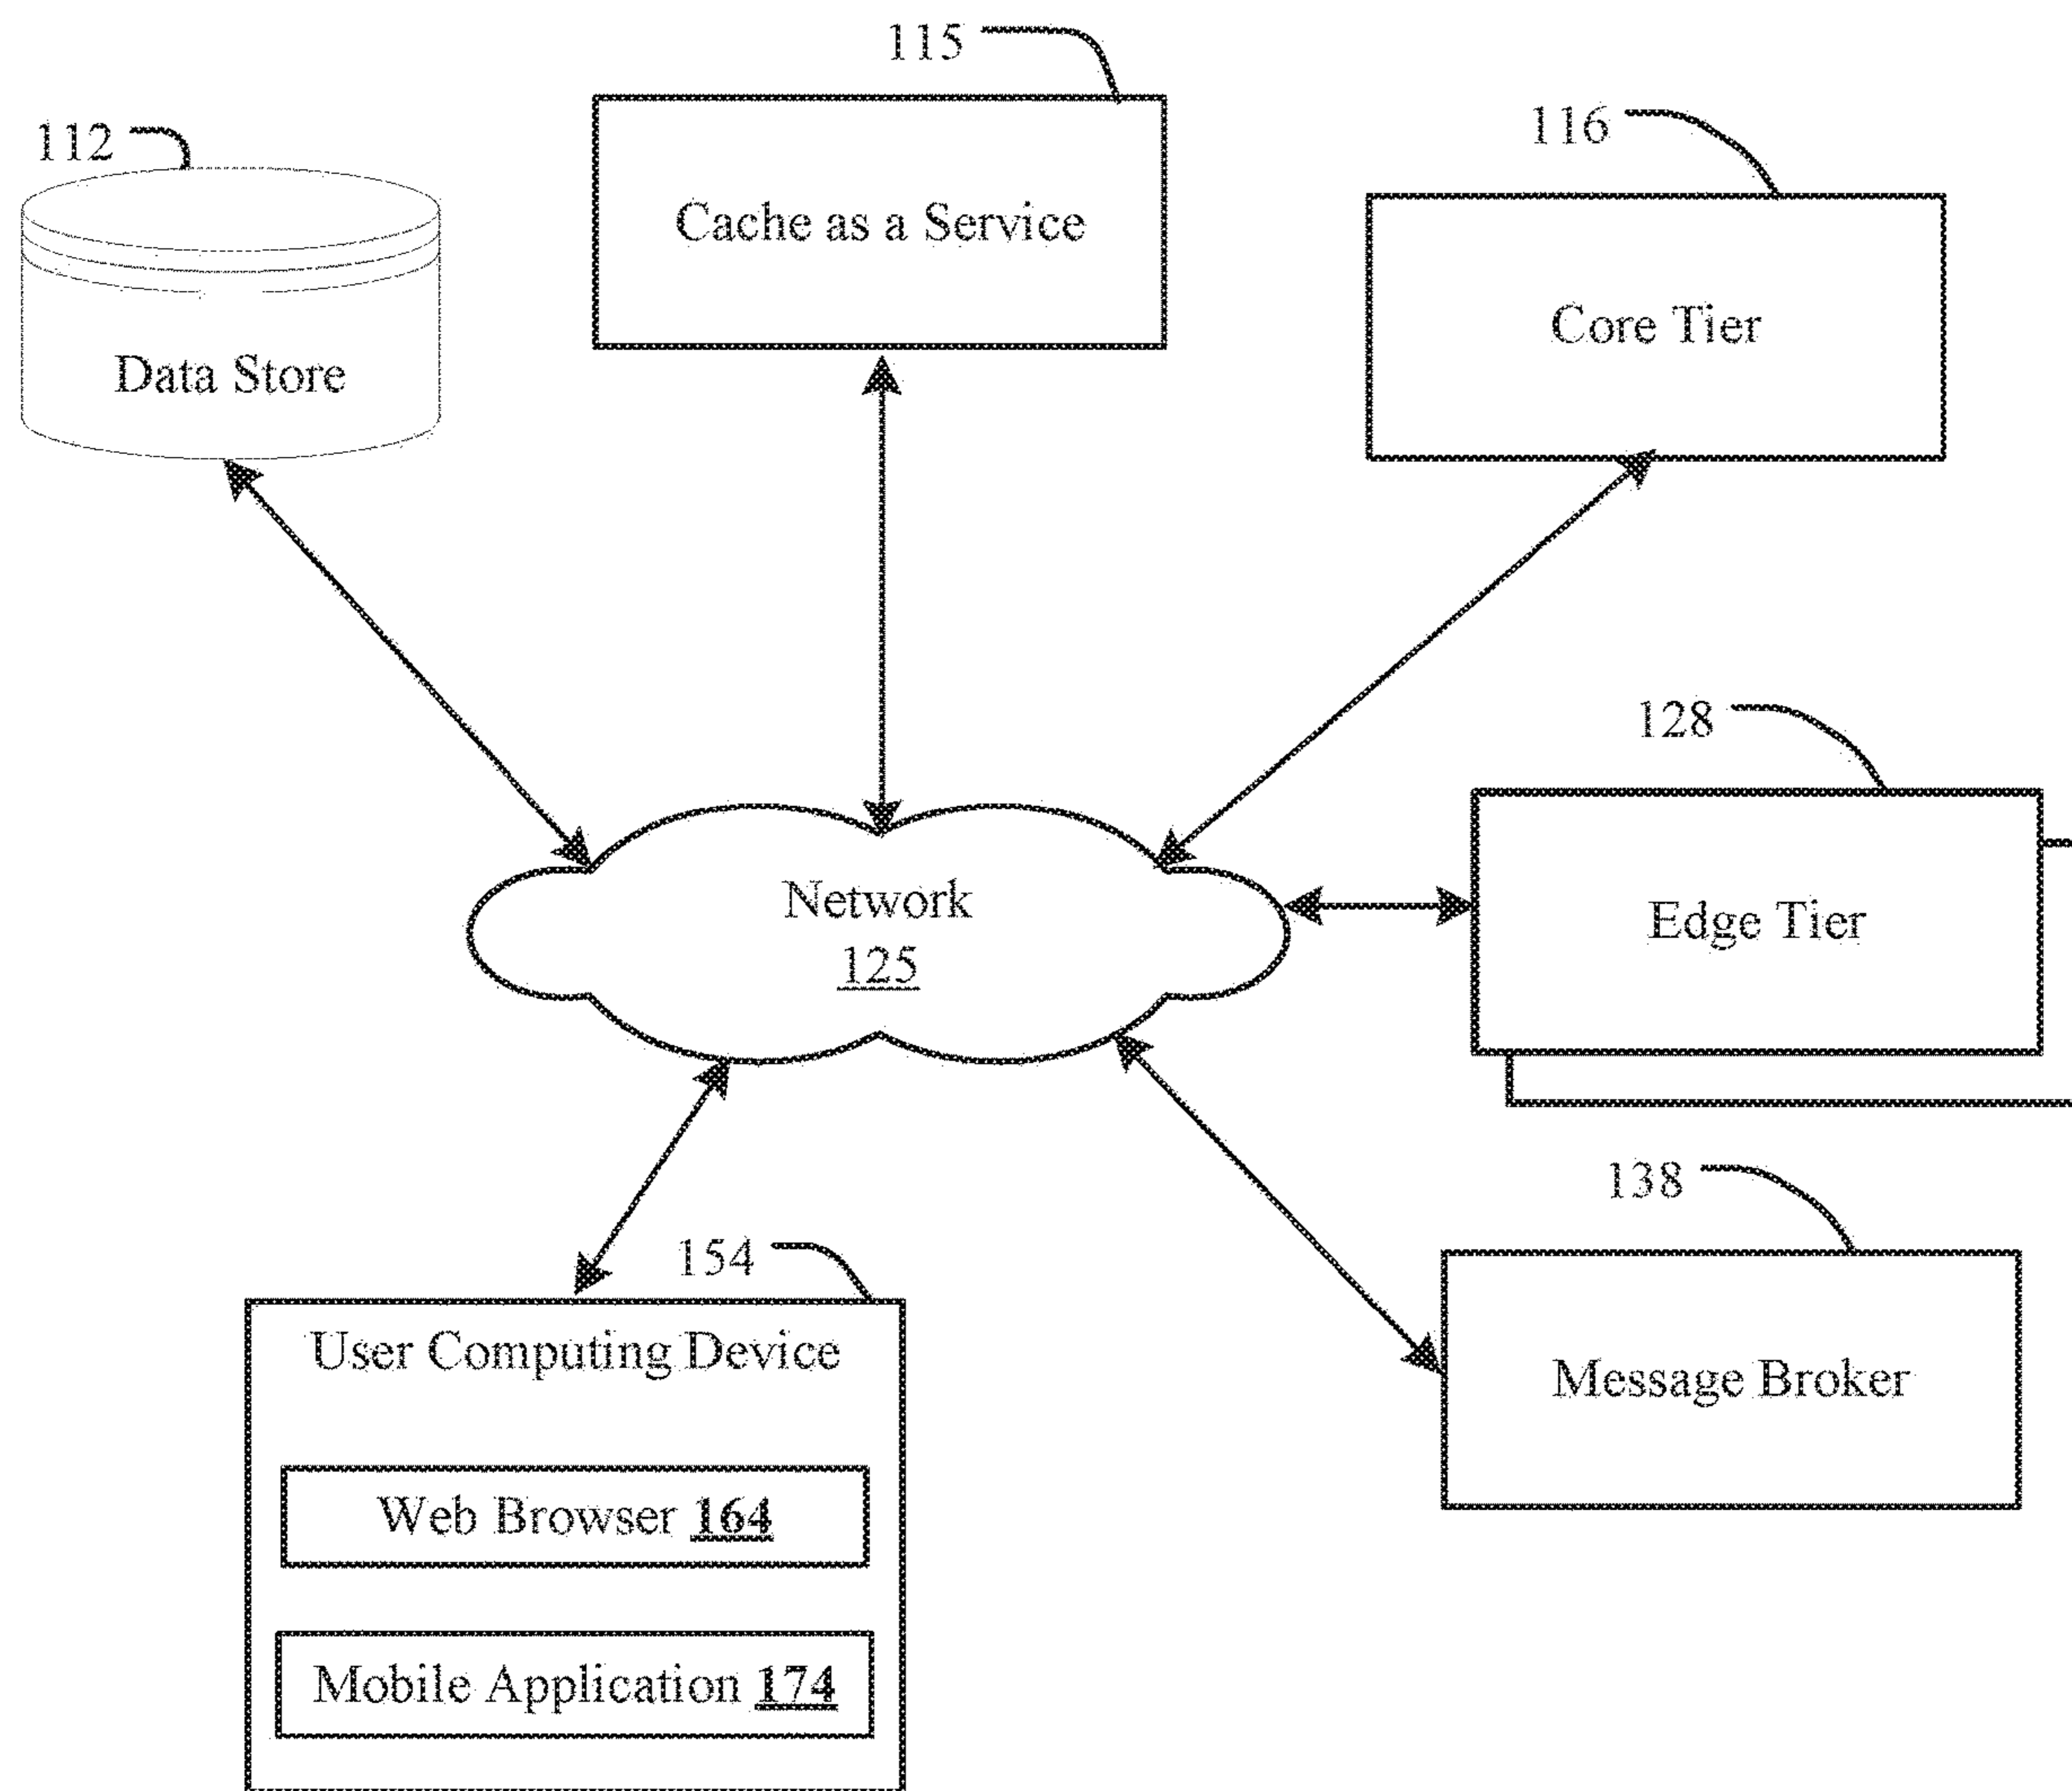 115
112
116
Cache as a Service
Core Tier
Data Store
128
Network
125
Edge Tier
138
154
User Computing Device
Message Broker
Web Browser 164
Mobile Application 174